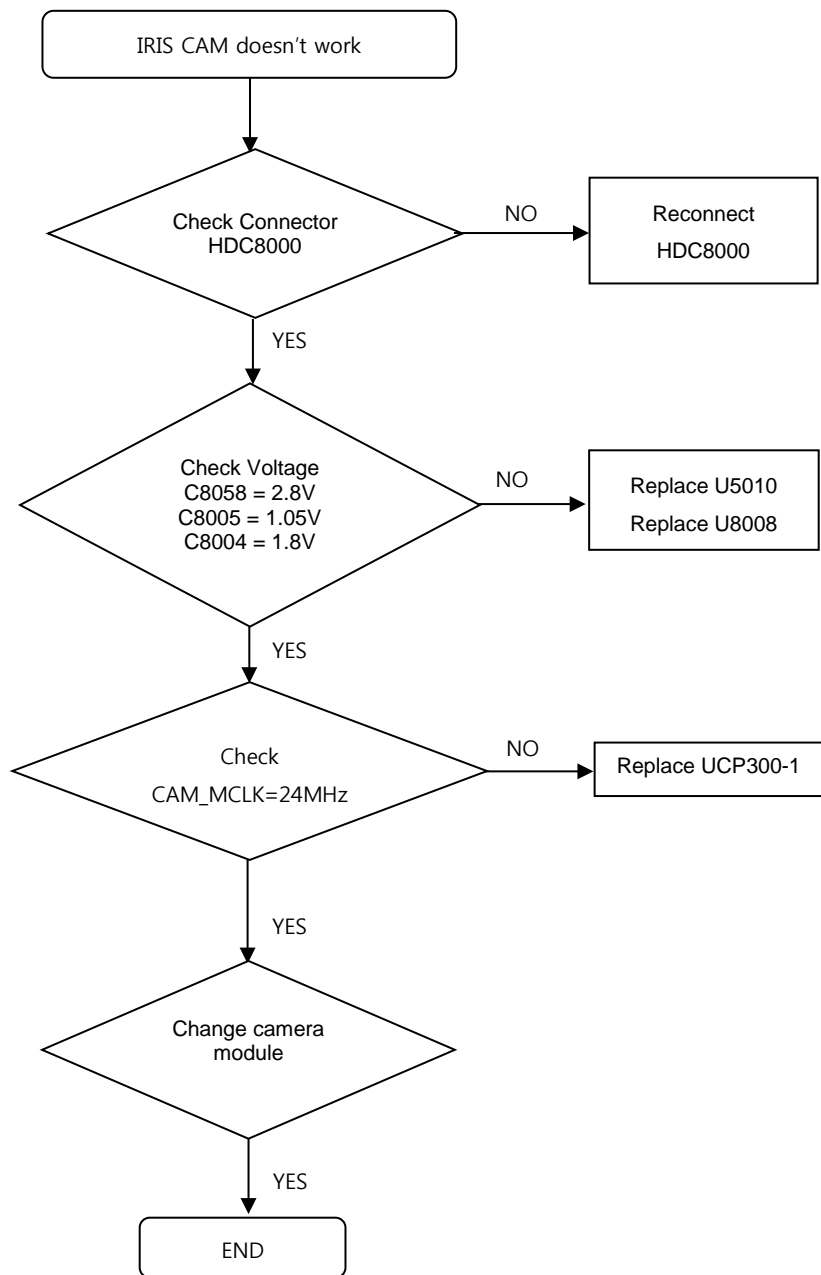 IRIS CAM doesn't work
Check Connector
HDC8000
NO
Reconnect
HDC8000
YES
Check Voltage
C8058 = 2.8V
C8005 = 1.05V
C8004 = 1.8V
NO
Replace U5010
Replace U8008
YES
Check
CAM_MCLK=24MHz
NO
Replace UCP300-1
YES
Change camera
module
YES
END